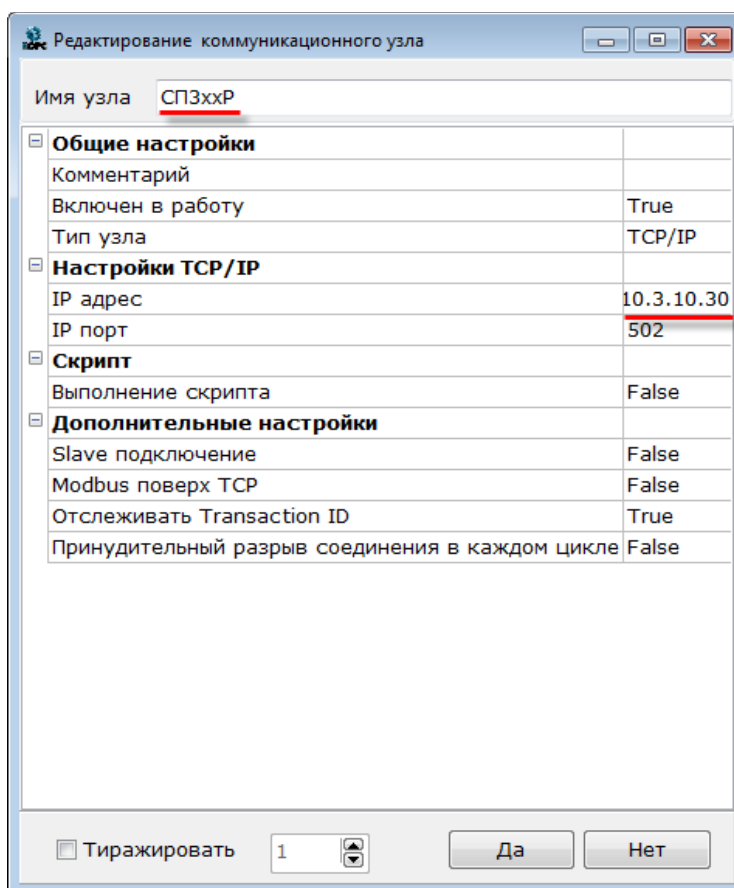 Редактирование коммуникационного узла
Имя узла СП3ххР
Общие настройки
Комментарий
Включен в работу True
Тип узла TCP/IP
Настройки TCP/IP
IP адрес 10.3.10.30
IP порт 502
Скрипт
Выполнение скрипта False
Дополнительные настройки
Slave подключение False
Modbus поверх TCP False
Отслеживать Transaction ID True
Принудительный разрыв соединения в каждом цикле False
Тиражировать 1 Да Нет